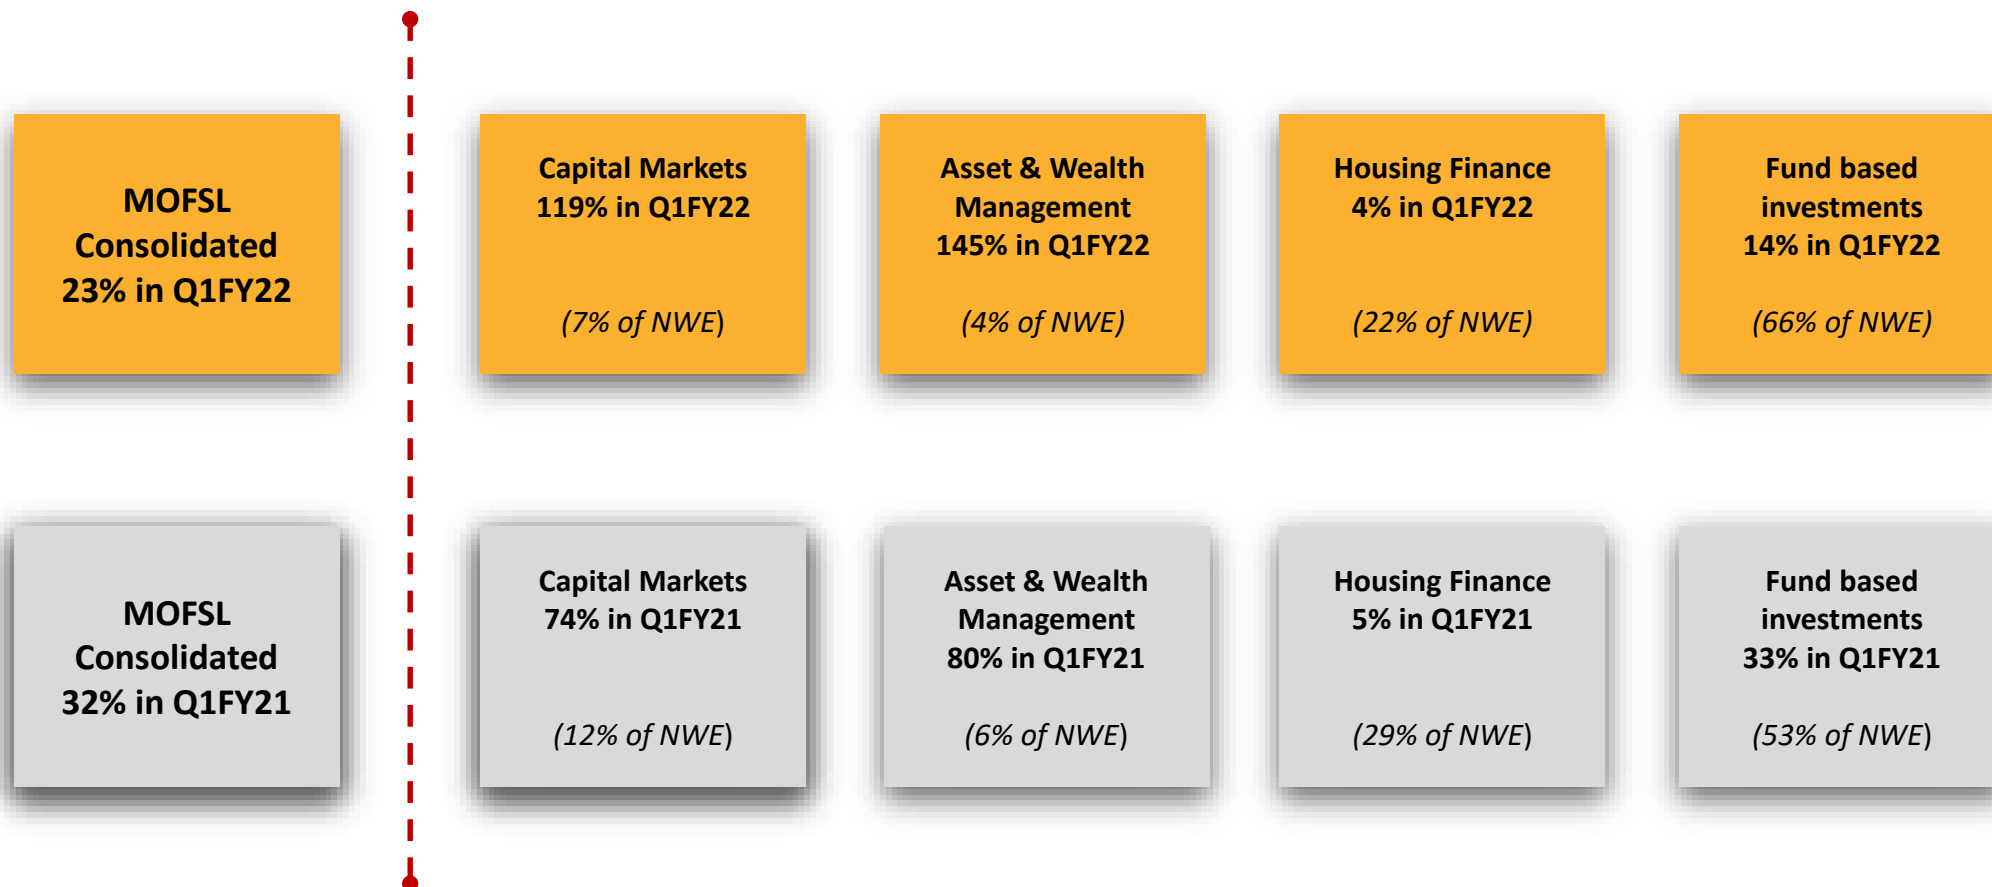 MOFSL
Consolidated
23% in Q1FY22
Capital Markets
119% in Q1FY22
(7% of NWE)
Asset & Wealth
Management
145% in Q1FY22
(4% of NWE)
Housing Finance
4% in Q1FY22
(22% of NWE)
Fund based
investments
14% in Q1FY22
(66% of NWE)
MOFSL
Consolidated
32% in Q1FY21
Capital Markets
74% in Q1FY21
(12% of NWE)
Asset & Wealth
Management
80% in Q1FY21
(6% of NWE)
Housing Finance
5% in Q1FY21
(29% of NWE)
Fund based
investments
33% in Q1FY21
(53% of NWE)